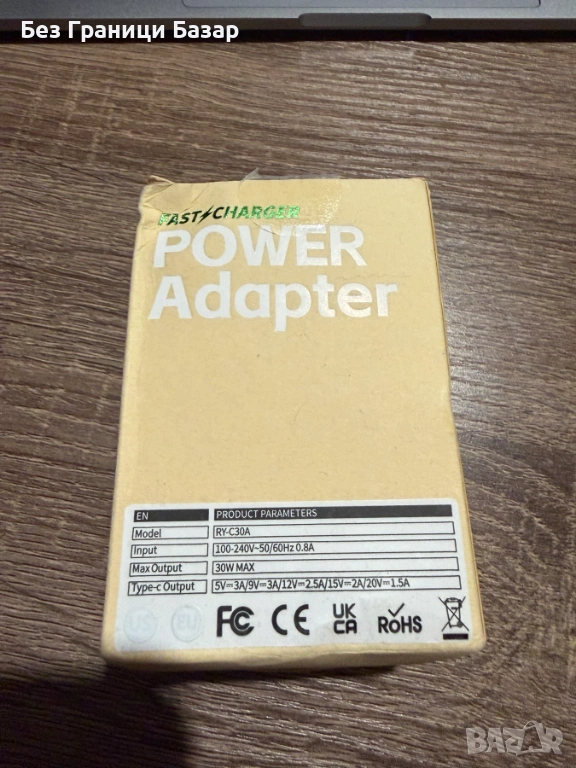 Без Граници Базар
FAST CHARGER
POWER
Adapter
EN PRODUCT PARAMETERS
Model RY-C30A
Input 100-240V~50/60Hz 0.8A
Max Output 30W MAX
Type-c Output 5V⎓3A/9V⎓3A/12V⎓2.5A/15V⎓2A/20V⎓1.5A
US EU FC CE UK CA RoHS
BAZAR